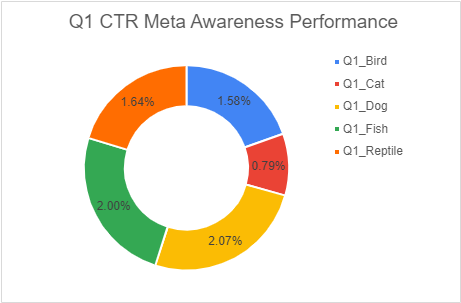 Q1 CTR Meta Awareness Performance
Q1_Bird
Q1_Cat
Q1_Dog
Q1_Fish
Q1_Reptile
1.58%
0.79%
2.07%
2.00%
1.64%